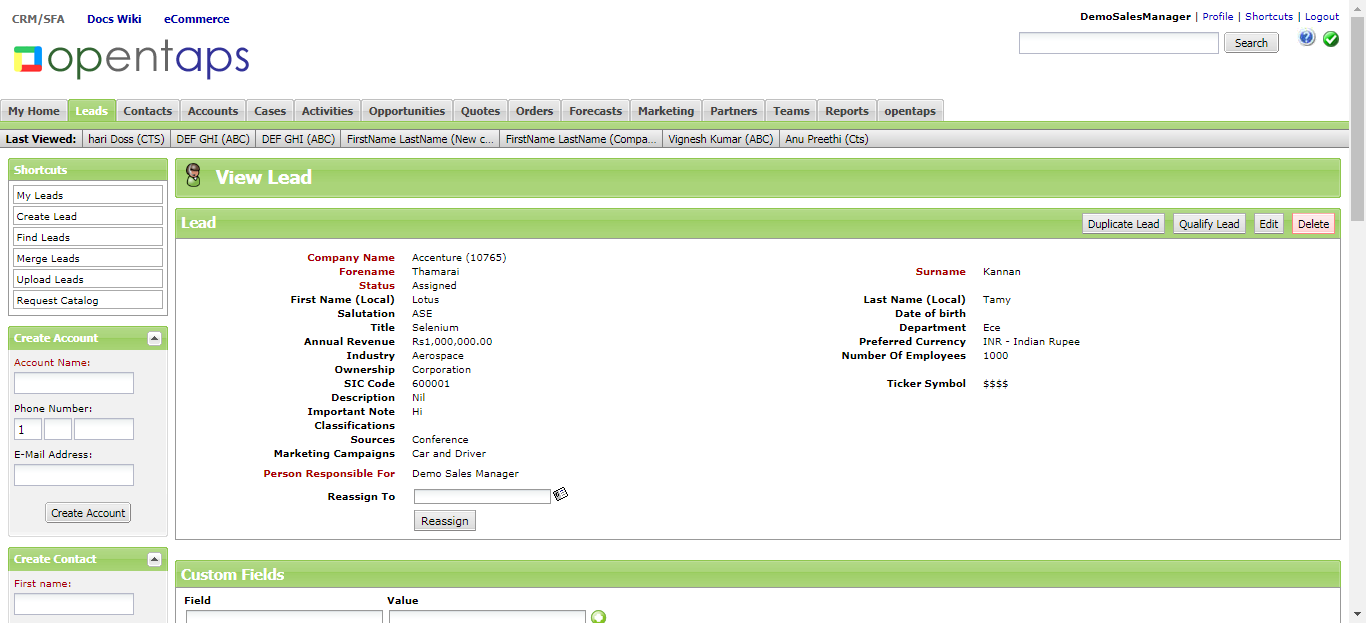 CRM/SFA Docs Wiki eCommerce
DemoSalesManager | Profile | Shortcuts | Logout
opentaps
Search
My Home Leads Contacts Accounts Cases Activities Opportunities Quotes Orders Forecasts Marketing Partners Teams Reports opentaps
Last Viewed: hari Doss (CTS) DEF GHI (ABC) DEF GHI (ABC) FirstName LastName (New c... FirstName LastName (Compa... Vignesh Kumar (ABC) Anu Preethi (Cts)
Shortcuts
My Leads
Create Lead
Find Leads
Merge Leads
Upload Leads
Request Catalog
Create Account
Account Name:
Phone Number:
1
E-Mail Address:
Create Account
Create Contact
First name:
View Lead
Lead
Duplicate Lead Qualify Lead Edit Delete
Company Name Accenture (10765)
Forename Thamarai Surname Kannan
Status Assigned
First Name (Local) Lotus Last Name (Local) Tamy
Salutation ASE Date of birth
Title Selenium Department Ece
Annual Revenue Rs1,000,000.00 Preferred Currency INR - Indian Rupee
Industry Aerospace Number Of Employees 1000
Ownership Corporation
SIC Code 600001 Ticker Symbol $$$$
Description Nil
Important Note Hi
Classifications
Sources Conference
Marketing Campaigns Car and Driver
Person Responsible For Demo Sales Manager
Reassign To
Reassign
Custom Fields
Field Value